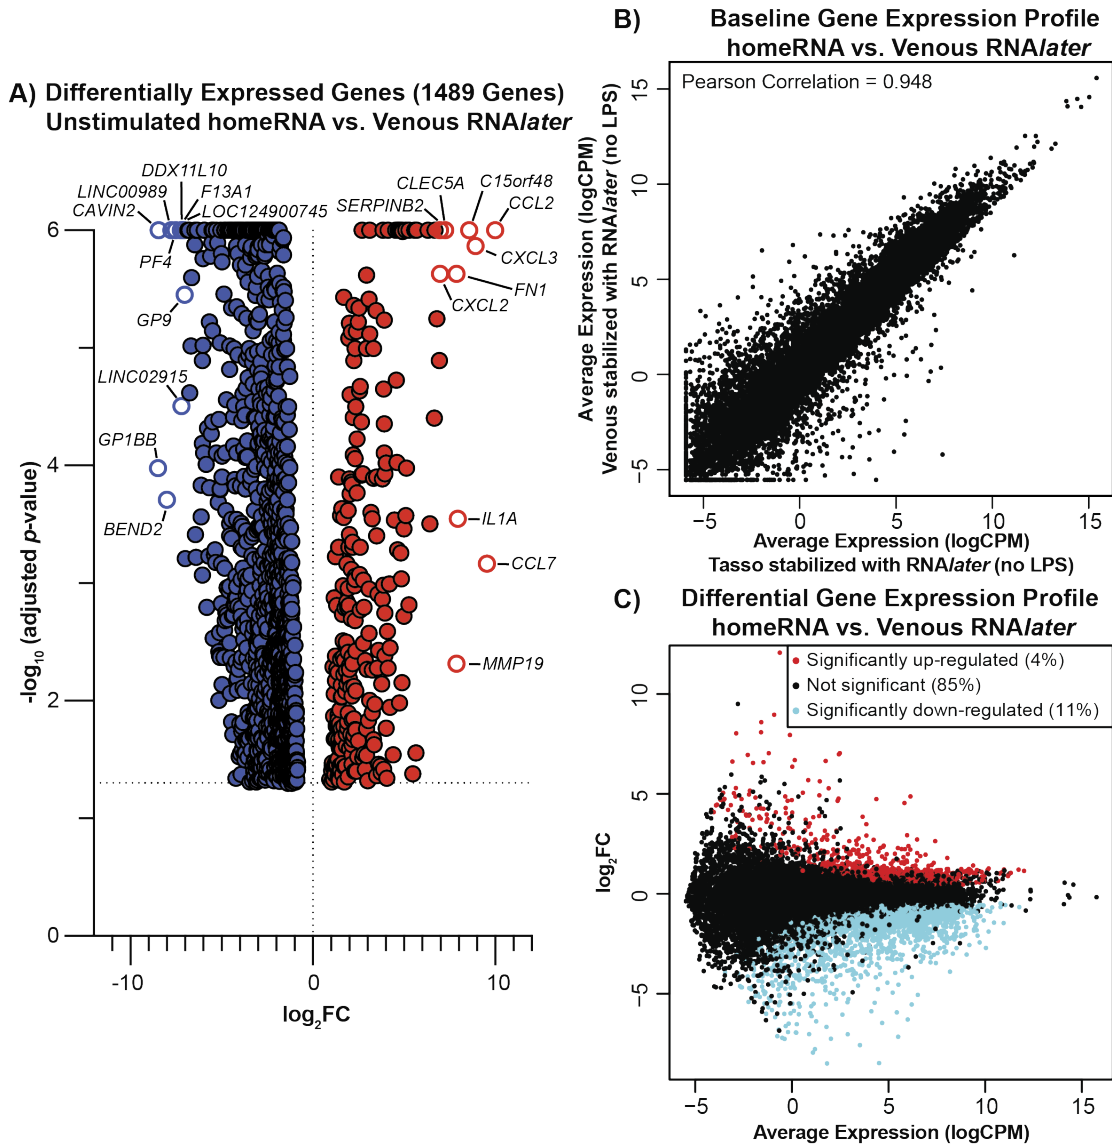 A) Differentially Expressed Genes (1489 Genes)
Unstimulated homeRNA vs. Venous RNAlater
DDX11L10
LINC00989
F13A1
CAVIN2
LOC124900745
PF4
GP9
LINC02915
GP1BB
BEND2
CLEC5A
C15orf48
SERPINB2
CCL2
CXCL3
FN1
CXCL2
IL1A
CCL7
MMP19
6
4
2
0
-log10 (adjusted p-value)
-10
0
10
log2FC
B) Baseline Gene Expression Profile
homeRNA vs. Venous RNAlater
Pearson Correlation = 0.948
Average Expression (logCPM)
Venous stabilized with RNAlater (no LPS)
15
10
5
0
−5
−5
0
5
10
15
Average Expression (logCPM)
Tasso stabilized with RNAlater (no LPS)
C) Differential Gene Expression Profile
homeRNA vs. Venous RNAlater
Significantly up-regulated (4%)
Not significant (85%)
Significantly down-regulated (11%)
log2FC
10
5
0
−5
−5
0
5
10
15
Average Expression (logCPM)